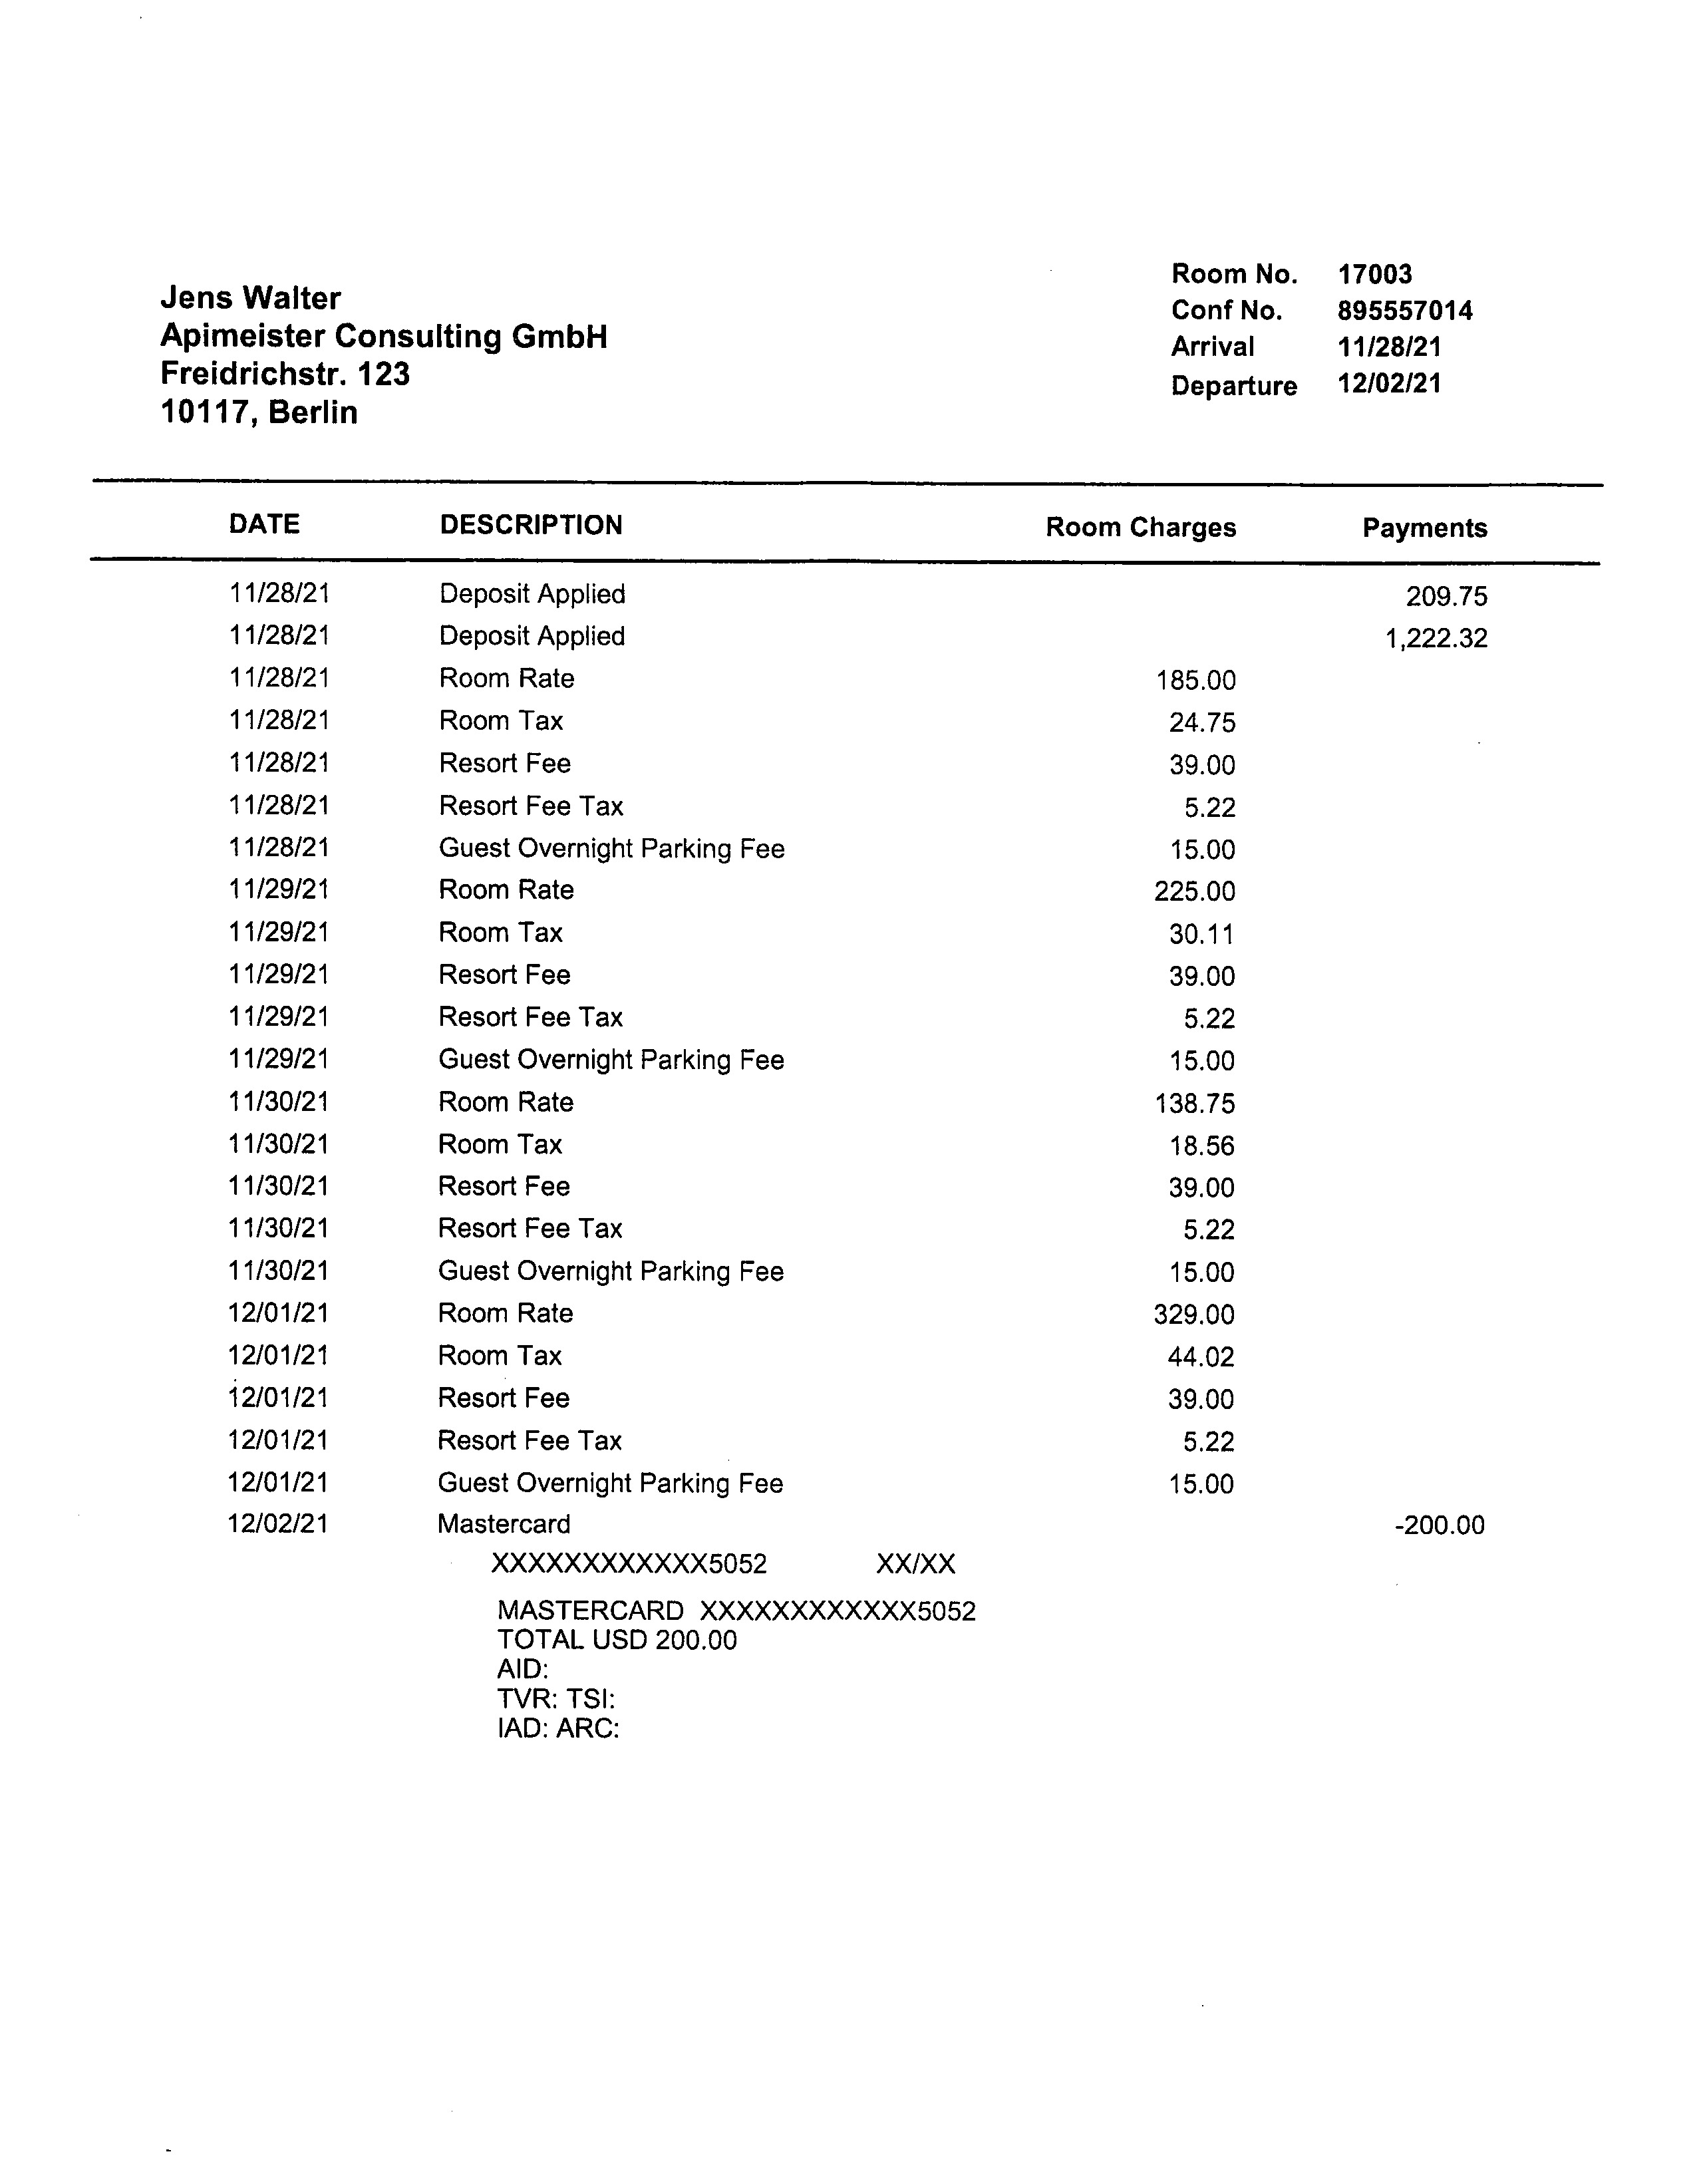 Jens Walter
Apimeister Consulting GmbH
Freidrichstr. 123
10117, Berlin
Room No. 17003
Conf No. 895557014
Arrival 11/28/21
Departure 12/02/21
DATE DESCRIPTION Room Charges Payments
11/28/21 Deposit Applied 209.75
11/28/21 Deposit Applied 1,222.32
11/28/21 Room Rate 185.00
11/28/21 Room Tax 24.75
11/28/21 Resort Fee 39.00
11/28/21 Resort Fee Tax 5.22
11/28/21 Guest Overnight Parking Fee 15.00
11/29/21 Room Rate 225.00
11/29/21 Room Tax 30.11
11/29/21 Resort Fee 39.00
11/29/21 Resort Fee Tax 5.22
11/29/21 Guest Overnight Parking Fee 15.00
11/30/21 Room Rate 138.75
11/30/21 Room Tax 18.56
11/30/21 Resort Fee 39.00
11/30/21 Resort Fee Tax 5.22
11/30/21 Guest Overnight Parking Fee 15.00
12/01/21 Room Rate 329.00
12/01/21 Room Tax 44.02
12/01/21 Resort Fee 39.00
12/01/21 Resort Fee Tax 5.22
12/01/21 Guest Overnight Parking Fee 15.00
12/02/21 Mastercard -200.00
XXXXXXXXXXXX5052 XX/XX
MASTERCARD XXXXXXXXXXXX5052
TOTAL USD 200.00
AID:
TVR: TSI:
IAD: ARC: